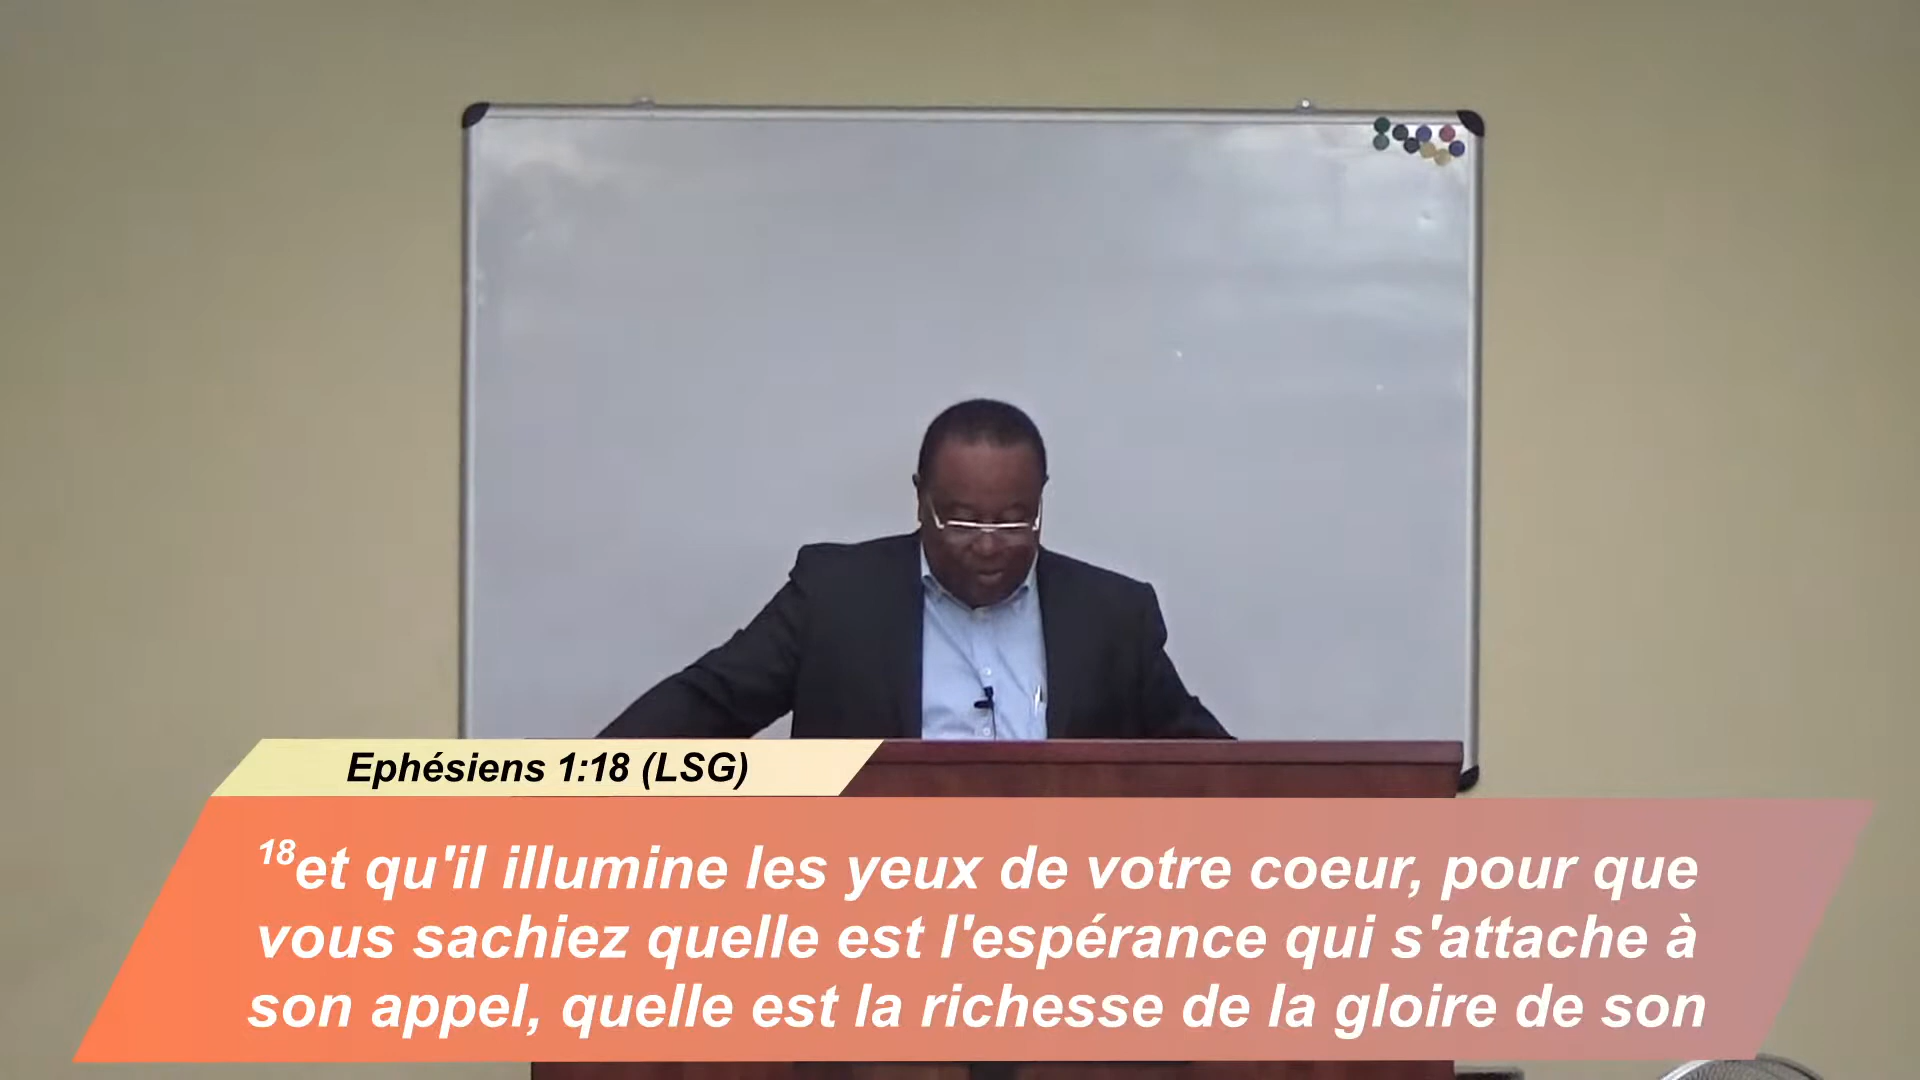 Ephésiens 1:18 (LSG)
18et qu'il illumine les yeux de votre coeur, pour que
vous sachiez quelle est l'espérance qui s'attache à
son appel, quelle est la richesse de la gloire de son